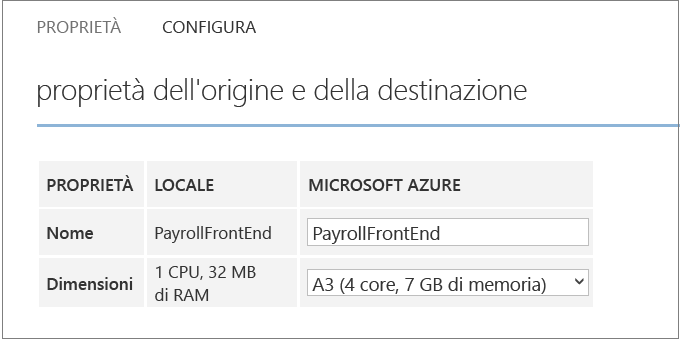 PROPRIETÀ CONFIGURA
proprietà dell'origine e della destinazione
PROPRIETÀ LOCALE MICROSOFT AZURE
Nome PayrollFrontEnd PayrollFrontEnd
Dimensioni 1 CPU, 32 MB di RAM A3 (4 core, 7 GB di memoria)